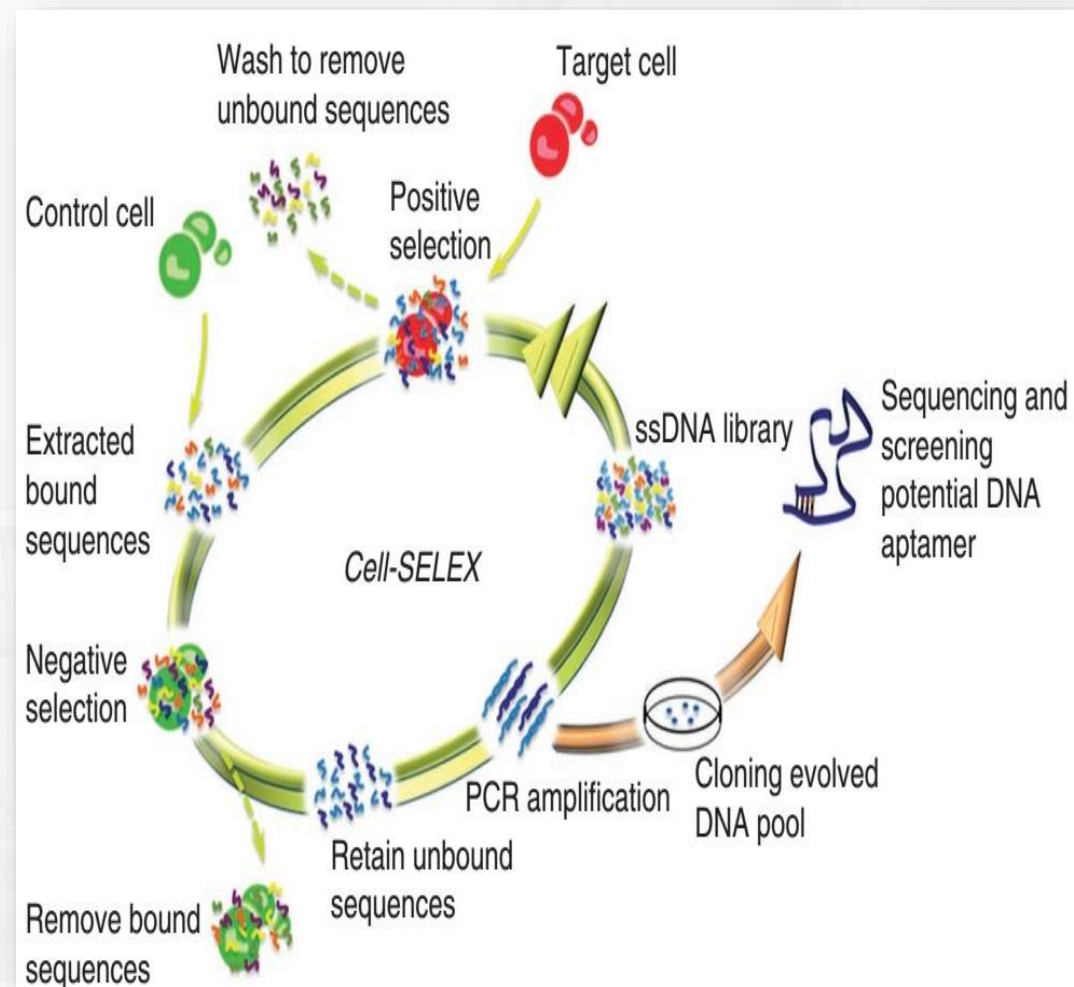 Wash to remove
unbound sequences
Target cell
Control cell
Positive
selection
Extracted
bound
sequences
ssDNA library
Sequencing and
screening
potential DNA
aptamer
Cell-SELEX
Negative
selection
PCR amplification
Cloning evolved
DNA pool
Retain unbound
sequences
Remove bound
sequences